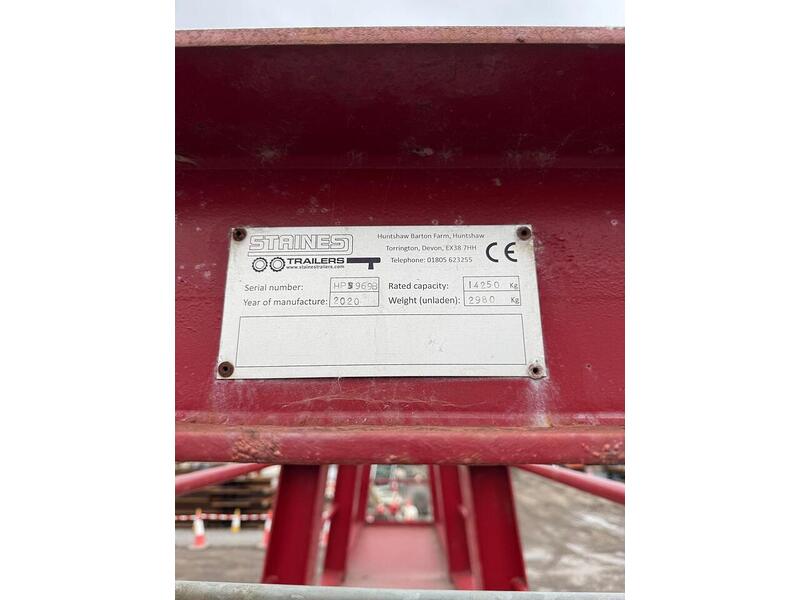 STAINES
TRAILERS
www.stainestrailers.com
Huntshaw Barton Farm, Huntshaw
Torrington, Devon, EX38 7HH
Telephone: 01805 623255
CE
Serial number:
Year of manufacture: 2020
Rated capacity: 14250 Kg
Weight (unladen): 2980 Kg